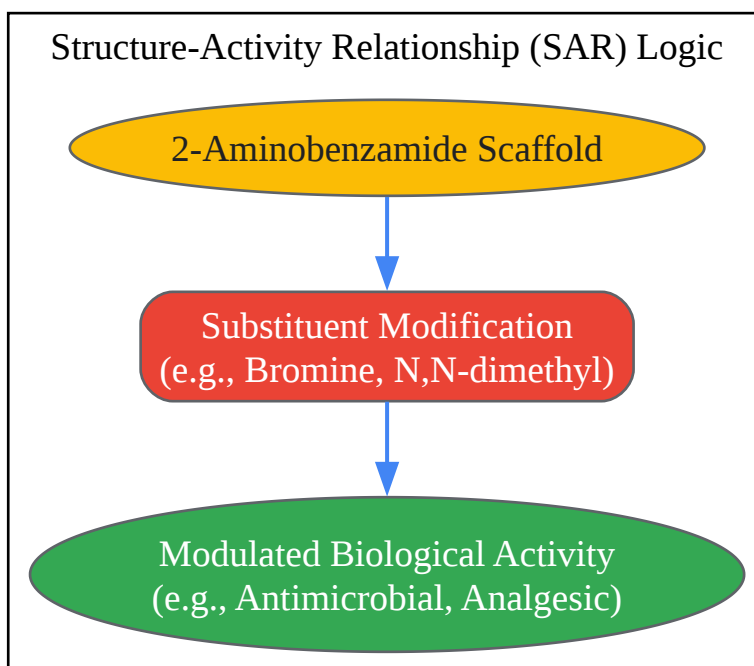 Structure-Activity Relationship (SAR) Logic
2-Aminobenzamide Scaffold
Substituent Modification
(e.g., Bromine, N,N-dimethyl)
Modulated Biological Activity
(e.g., Antimicrobial, Analgesic)